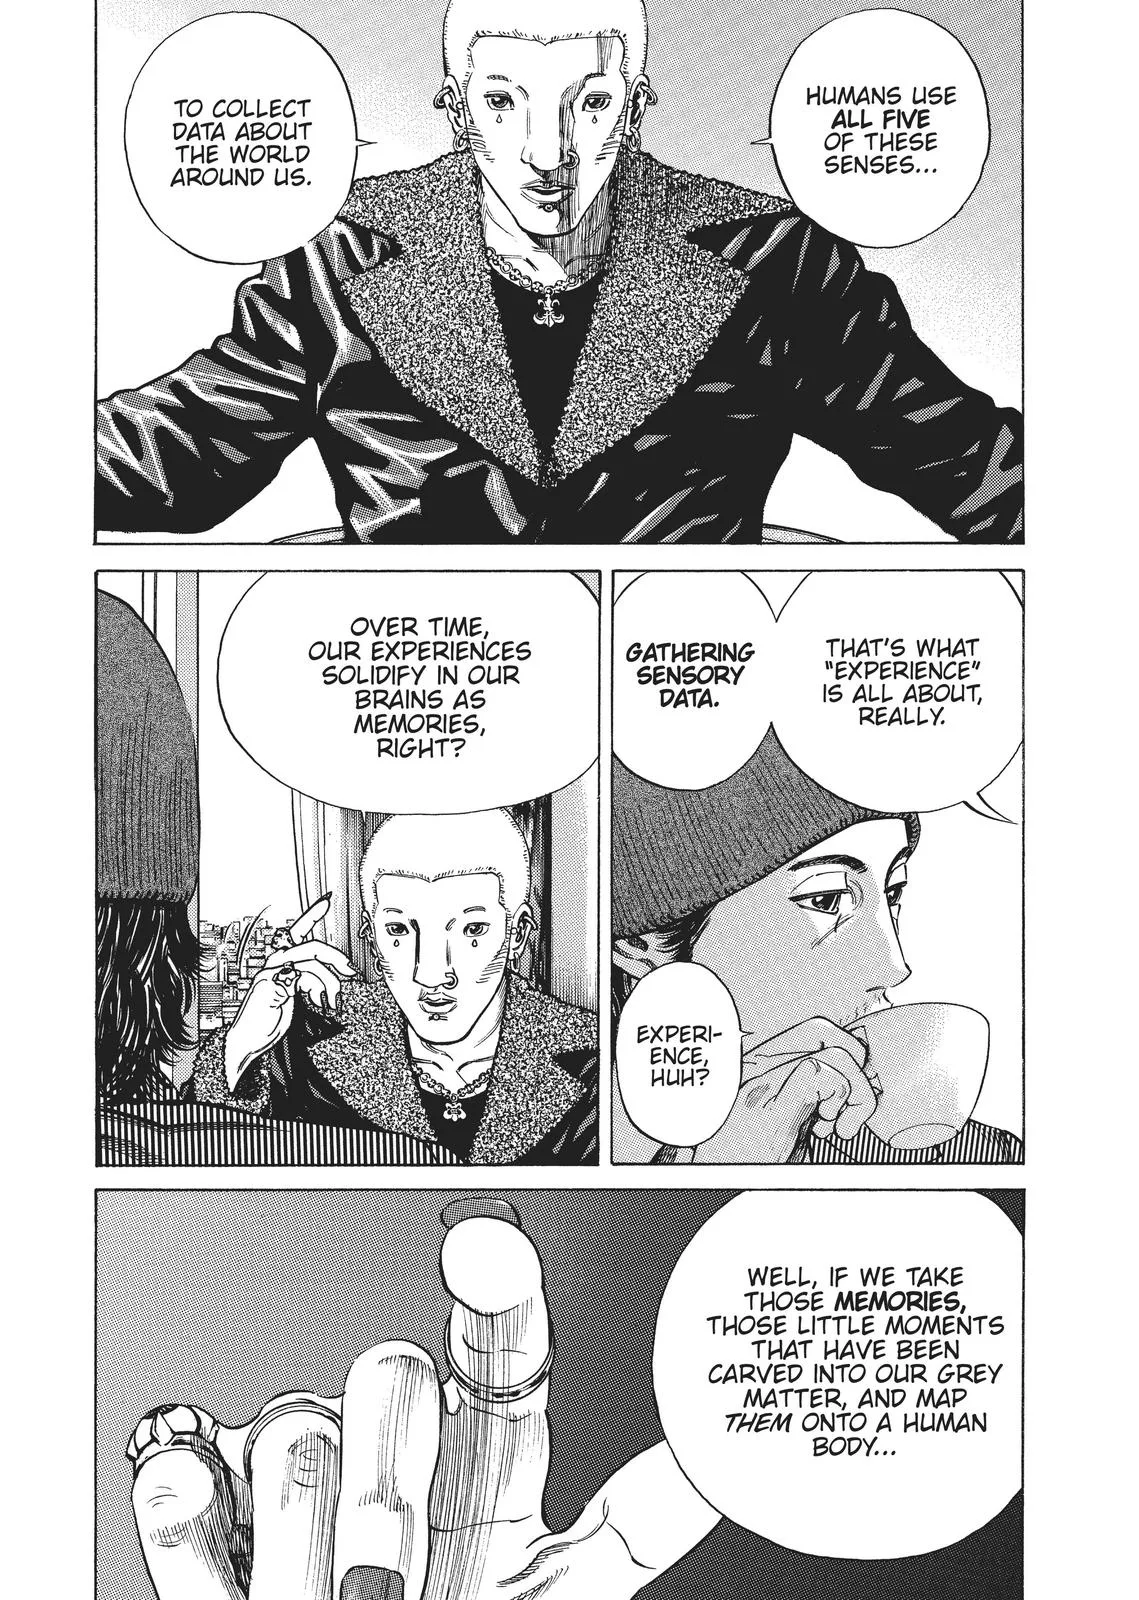 HUMANS USE
ALL FIVE
OF THESE
SENSES...
TO COLLECT
DATA ABOUT
THE WORLD
AROUND US.
THAT'S WHAT
"EXPERIENCE"
IS ALL ABOUT,
REALLY.
GATHERING
SENSORY
DATA.
EXPERI-
ENCE,
HUH?
OVER TIME,
OUR EXPERIENCES
SOLIDIFY IN OUR
BRAINS AS
MEMORIES,
RIGHT?
WELL, IF WE TAKE
THOSE MEMORIES,
THOSE LITTLE MOMENTS
THAT HAVE BEEN
CARVED INTO OUR GREY
MATTER, AND MAP
THEM ONTO A HUMAN
BODY...